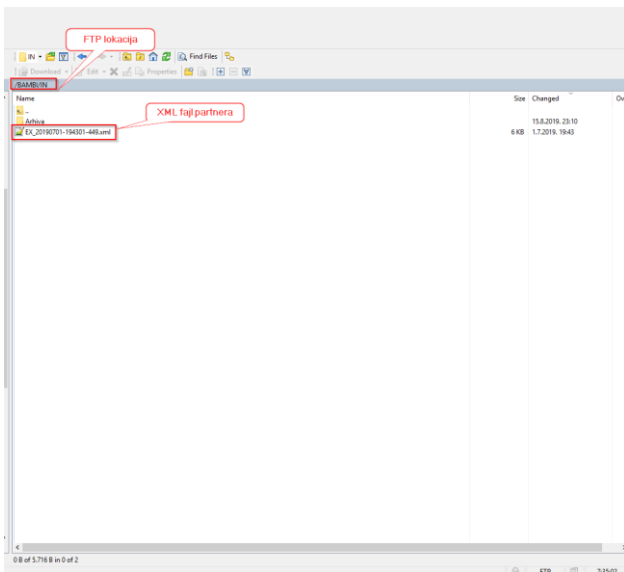 FTP lokacija
IN
Find Files
Download
Edit
Properties
/BAMBI/IN
Name
Size
Changed
XML fajl partnera
..
Arhiva
15.8.2019. 23:10
EX_20190701-194301-449.xml
6 KB
1.7.2019. 19:43
0 B of 5.716 B in 0 of 2
FTP